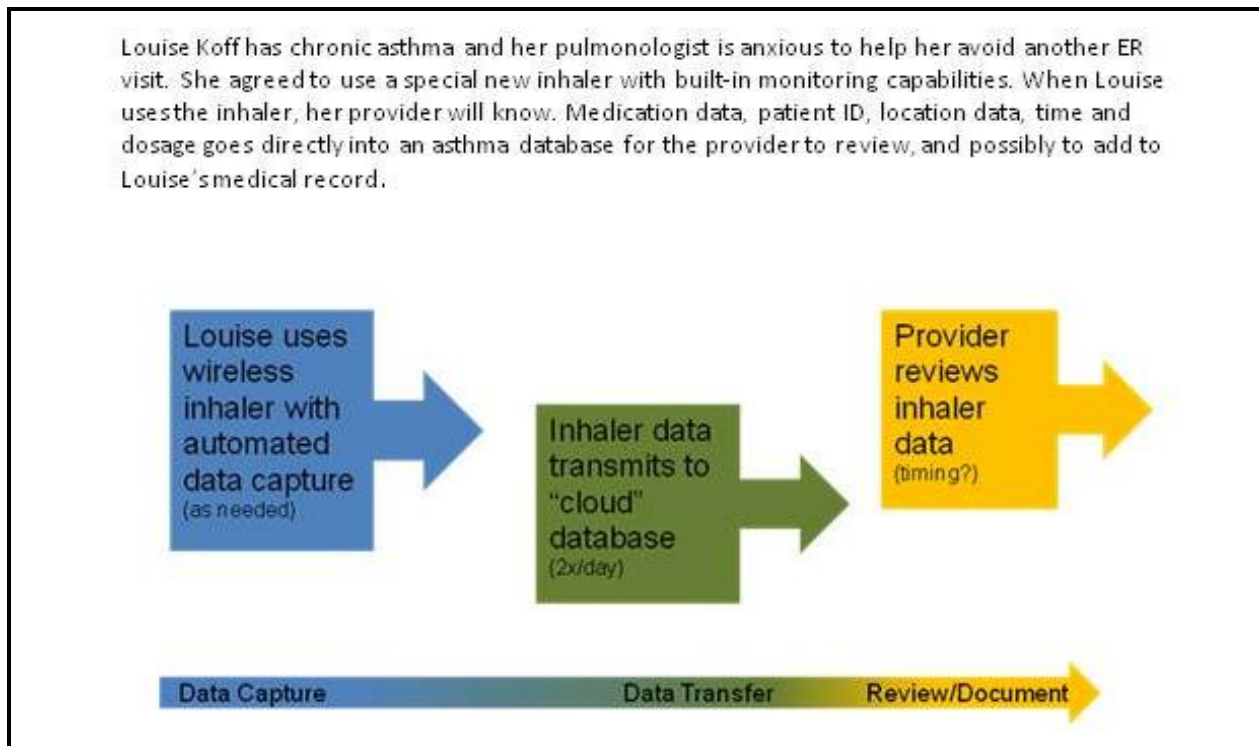 Louise Koff has chronic asthma and her pulmonologist is anxious to help her avoid another ER
visit. She agreed to use a special new inhaler with built-in monitoring capabilities. When Louise
uses the inhaler, her provider will know. Medication data, patient ID, location data, time and
dosage goes directly into an asthma database for the provider to review, and possibly to add to
Louise's medical record.
Louise uses
wireless
inhaler with
automated
data capture
(as needed)
Inhaler data
transmits to
“cloud”
database
(2x/day)
Provider
reviews
inhaler
data
(timing?)
Data Capture
Data Transfer
Review/Document